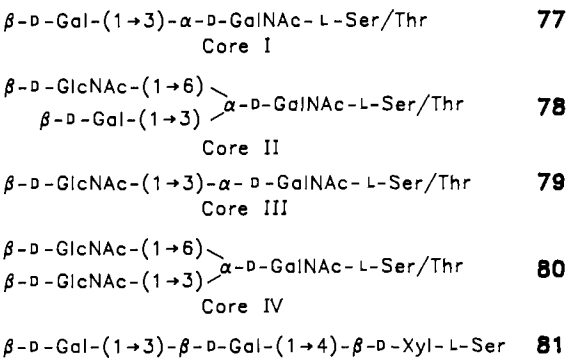 β-D-Gal-(1→3)-α-D-GalNAc-L-Ser/Thr 77
Core I
β-D-GlcNAc-(1→6)
α-D-GalNAc-L-Ser/Thr 78
β-D-Gal-(1→3)
Core II
β-D-GlcNAc-(1→3)-α-D-GalNAc-L-Ser/Thr 79
Core III
β-D-GlcNAc-(1→6)
α-D-GalNAc-L-Ser/Thr 80
β-D-GlcNAc-(1→3)
Core IV
β-D-Gal-(1→3)-β-D-Gal-(1→4)-β-D-Xyl-L-Ser 81